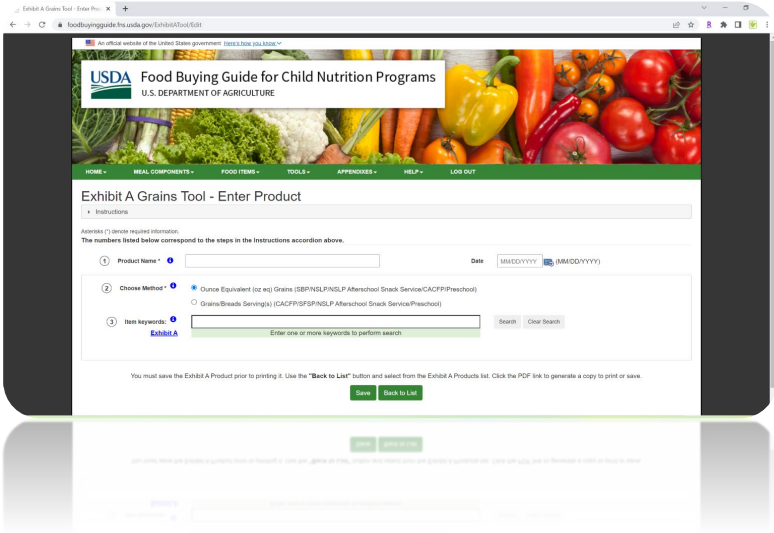 Exhibit A Grains Tool - Enter Prod
foodbuyingguide.fns.usda.gov/ExhibitATool/Edit
An official website of the United States government Here's how you know
USDA Food Buying Guide for Child Nutrition Programs
U.S. DEPARTMENT OF AGRICULTURE
HOME MEAL COMPONENTS FOOD ITEMS TOOLS APPENDIXES HELP LOG OUT
Exhibit A Grains Tool - Enter Product
Instructions
Asterisks (*) denote required information.
The numbers listed below correspond to the steps in the Instructions accordion above.
1 Product Name * Date MM/DD/YYYY (MM/DD/YYYY)
2 Choose Method * Ounce Equivalent (oz eq) Grains (SBP/NSLP/NSLP Afterschool Snack Service/CACFP/Preschool)
Grains/Breads Serving(s) (CACFP/SFSP/NSLP Afterschool Snack Service/Preschool)
3 Item keywords: Search Clear Search
Exhibit A Enter one or more keywords to perform search
You must save the Exhibit A Product prior to printing it. Use the "Back to List" button and select from the Exhibit A Products list. Click the PDF link to generate a copy to print or save.
Save Back to List